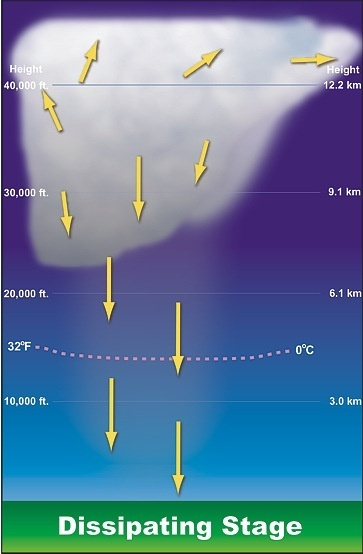 Height Height
40,000 ft. 12.2 km
30,000 ft. 9.1 km
20,000 ft. 6.1 km
32°F 0°C
10,000 ft. 3.0 km
Dissipating Stage